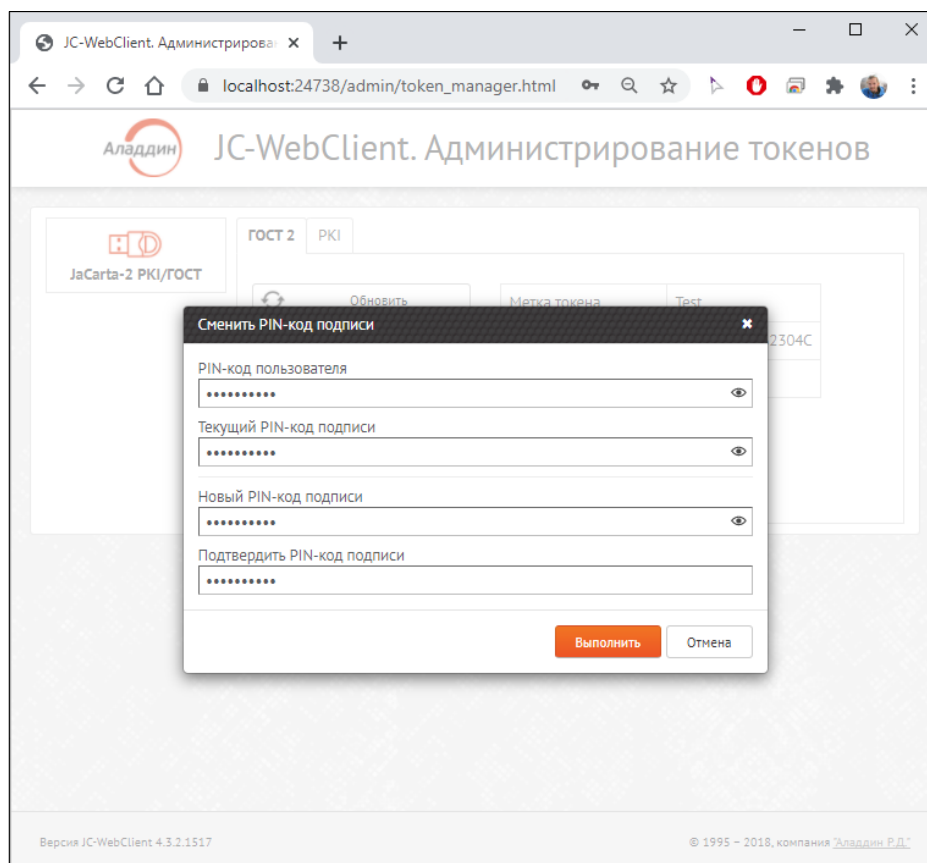 JC-WebClient. Администрирова
localhost:24738/admin/token_manager.html
Аладдин
JC-WebClient. Администрирование токенов
JaCarta-2 PKI/ГОСТ
ГОСТ 2 PKI
Обновить
Метка токена Test
2304C
Сменить PIN-код подписи
PIN-код пользователя
••••••••••
Текущий PIN-код подписи
••••••••••
Новый PIN-код подписи
••••••••••
Подтвердить PIN-код подписи
••••••••••
Выполнить Отмена
Версия JC-WebClient 4.3.2.1517
© 1995 – 2018, компания "Аладдин Р.Д."